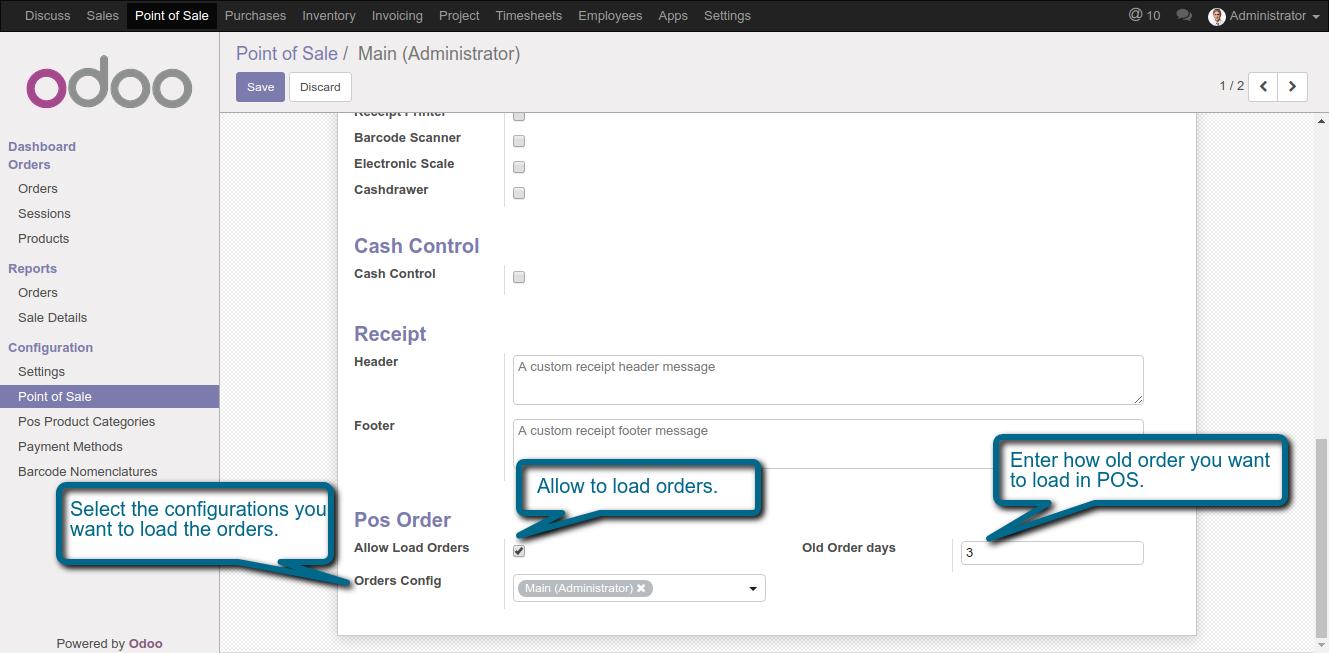 Discuss Sales Point of Sale Purchases Inventory Invoicing Project Timesheets Employees Apps Settings @ 10 Administrator
odoo
Point of Sale / Main (Administrator)
Save Discard
1 / 2
Dashboard
Orders
Orders
Sessions
Products
Reports
Orders
Sale Details
Configuration
Settings
Point of Sale
Pos Product Categories
Payment Methods
Barcode Nomenclatures
Powered by Odoo
Receipt Printer
Barcode Scanner
Electronic Scale
Cashdrawer
Cash Control
Cash Control
Receipt
Header
A custom receipt header message
Footer
A custom receipt footer message
Enter how old order you want
to load in POS.
Allow to load orders.
Select the configurations you
want to load the orders.
Pos Order
Allow Load Orders
Old Order days 3
Orders Config
Main (Administrator)